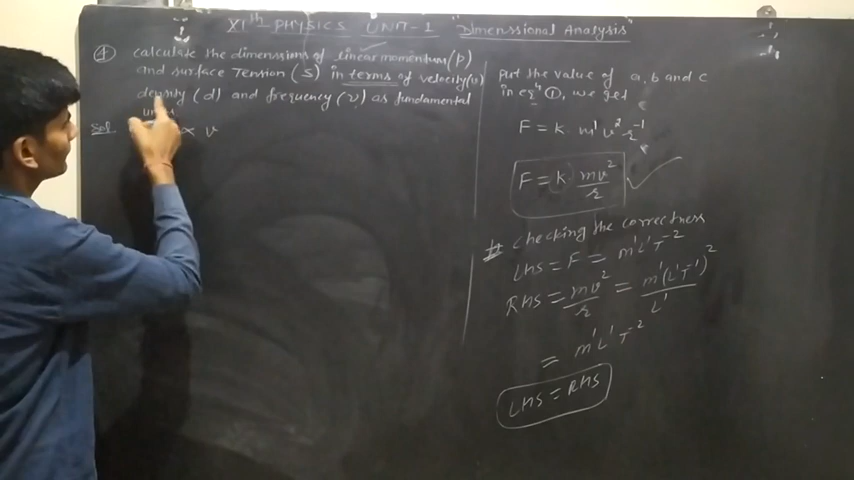 XIth PHYSICS UNIT-1 "Dimenssional Analysis"
④ calculate the dimenssions of Linear momentum (p)
and surface Tension (S) in terms of velocity (v)
density (d) and frequency (ν) as fundamental
Sol
∝ v
Put the value of a, b and c
in eqⁿ ①, we get
F = k m¹ v² r⁻¹
F = k mv²/r
# checking the correctness
LHS = F = m¹L¹T⁻²
RHS = mv²/r = m¹(L¹T⁻¹)²/L¹
= m¹L¹T⁻²
LHS = RHS